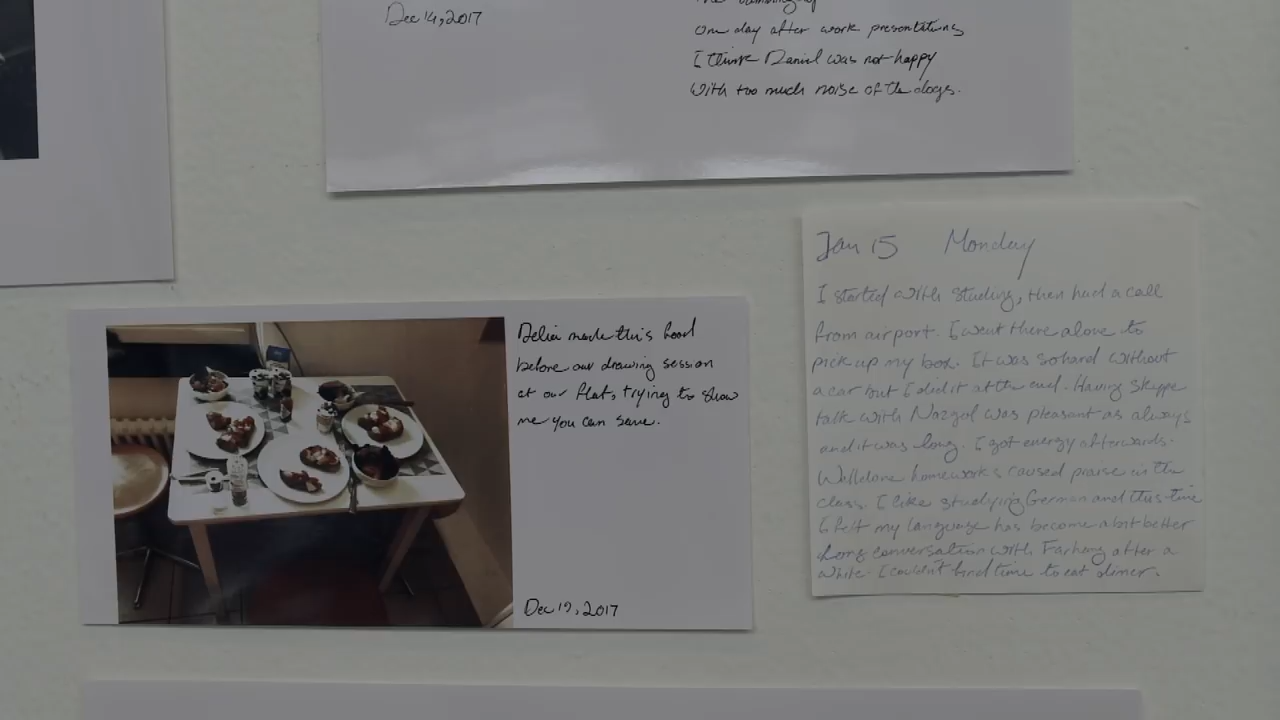 Dec 14, 2017
one day after work presentations
I think Daniel was not happy
with too much noise of the dogs.
Jan 15 Monday
I started with studing, then had a call
from airport. I went there alone to
pick up my box. It was so hard without
a car but I did it at the end. Having Skype
talk with Nazgol was pleasant as always
and it was long. I got energy afterwards.
Welldone homeworks caused praise in the
class. I like studying German and this time
I felt my language has become a bit better
Long conversation with Farhang after a
while. I couldn't find time to eat dinner.
Delia made this food
before our drawing session
at our flat, trying to show
me you can save.
Dec 19, 2017